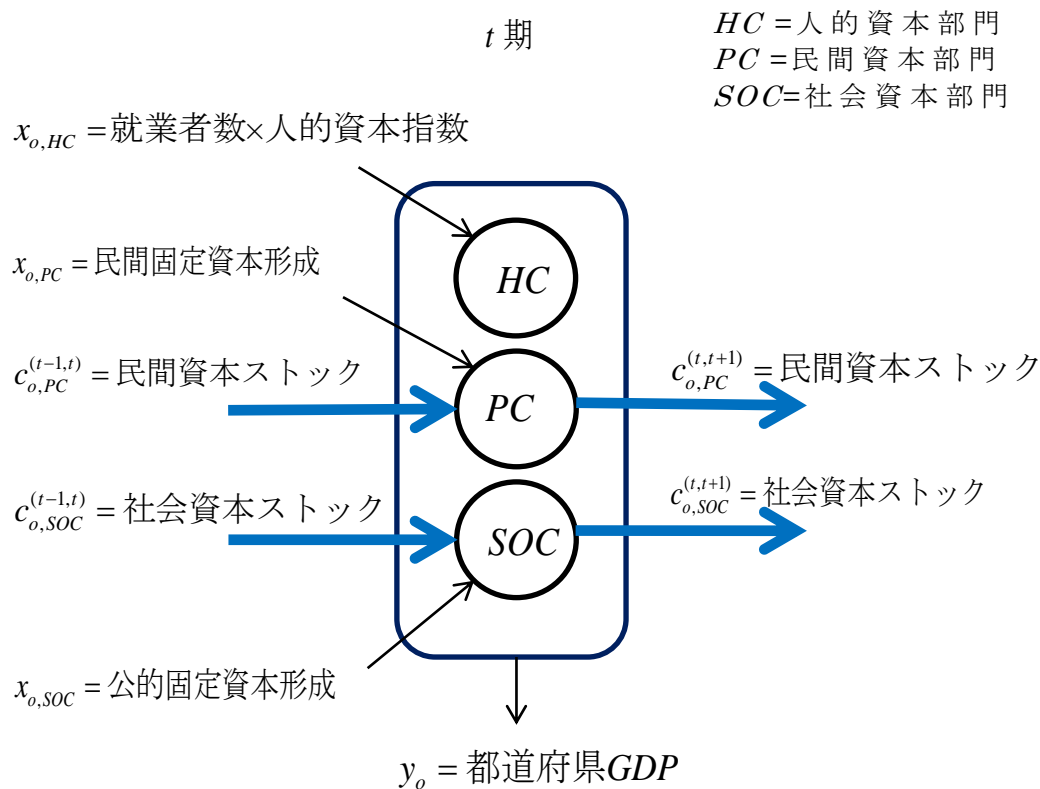 t 期
HC =人的資本部門
PC =民間資本部門
SOC=社会資本部門
x_{o,HC} = 就業者数×人的資本指数
x_{o,PC} = 民間固定資本形成
HC
c_{o,PC}^{(t-1,t)} = 民間資本ストック
PC
c_{o,PC}^{(t,t+1)} = 民間資本ストック
c_{o,SOC}^{(t-1,t)} = 社会資本ストック
SOC
c_{o,SOC}^{(t,t+1)} = 社会資本ストック
x_{o,SOC} = 公的固定資本形成
y_o = 都道府県GDP